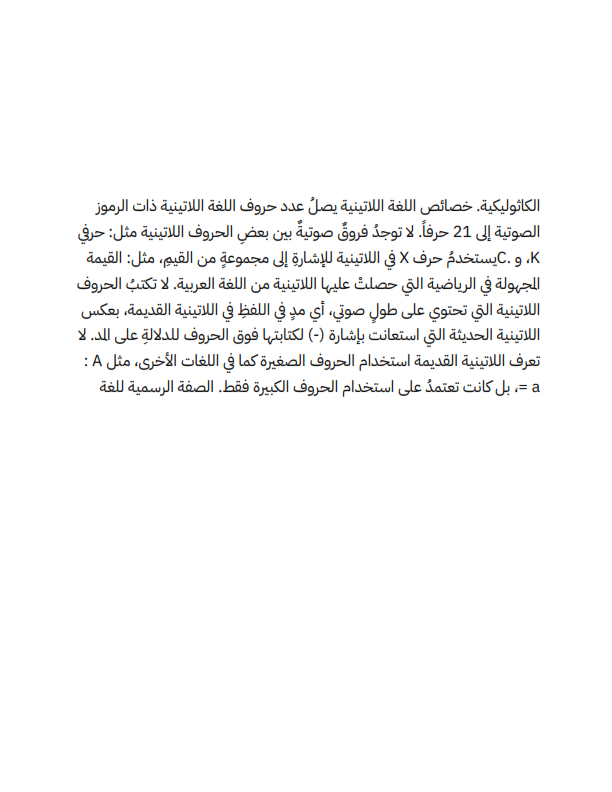 الكاثوليكية. خصائص اللغة اللاتينية يصلُ عدد حروف اللغة اللاتينية ذات الرموز
الصوتية إلى 21 حرفاً. لا توجدُ فروقٌ صوتيةٌ بين بعضِ الحروف اللاتينية مثل: حرفي
K، و .Cيستخدمُ حرف X في اللاتينية للإشارةِ إلى مجموعةٍ من القيمِ، مثل: القيمة
المجهولة في الرياضية التي حصلتْ عليها اللاتينية من اللغة العربية. لا تكتبُ الحروف
اللاتينية التي تحتوي على طولٍ صوتي، أي مدٍ في اللفظِ في اللاتينية القديمة، بعكس
اللاتينية الحديثة التي استعانت بإشارة (-) لكتابتها فوق الحروف للدلالةِ على المد. لا
تعرف اللاتينية القديمة استخدام الحروف الصغيرة كما في اللغات الأخرى، مثل A :
a =، بل كانت تعتمدُ على استخدام الحروف الكبيرة فقط. الصفة الرسمية للغة